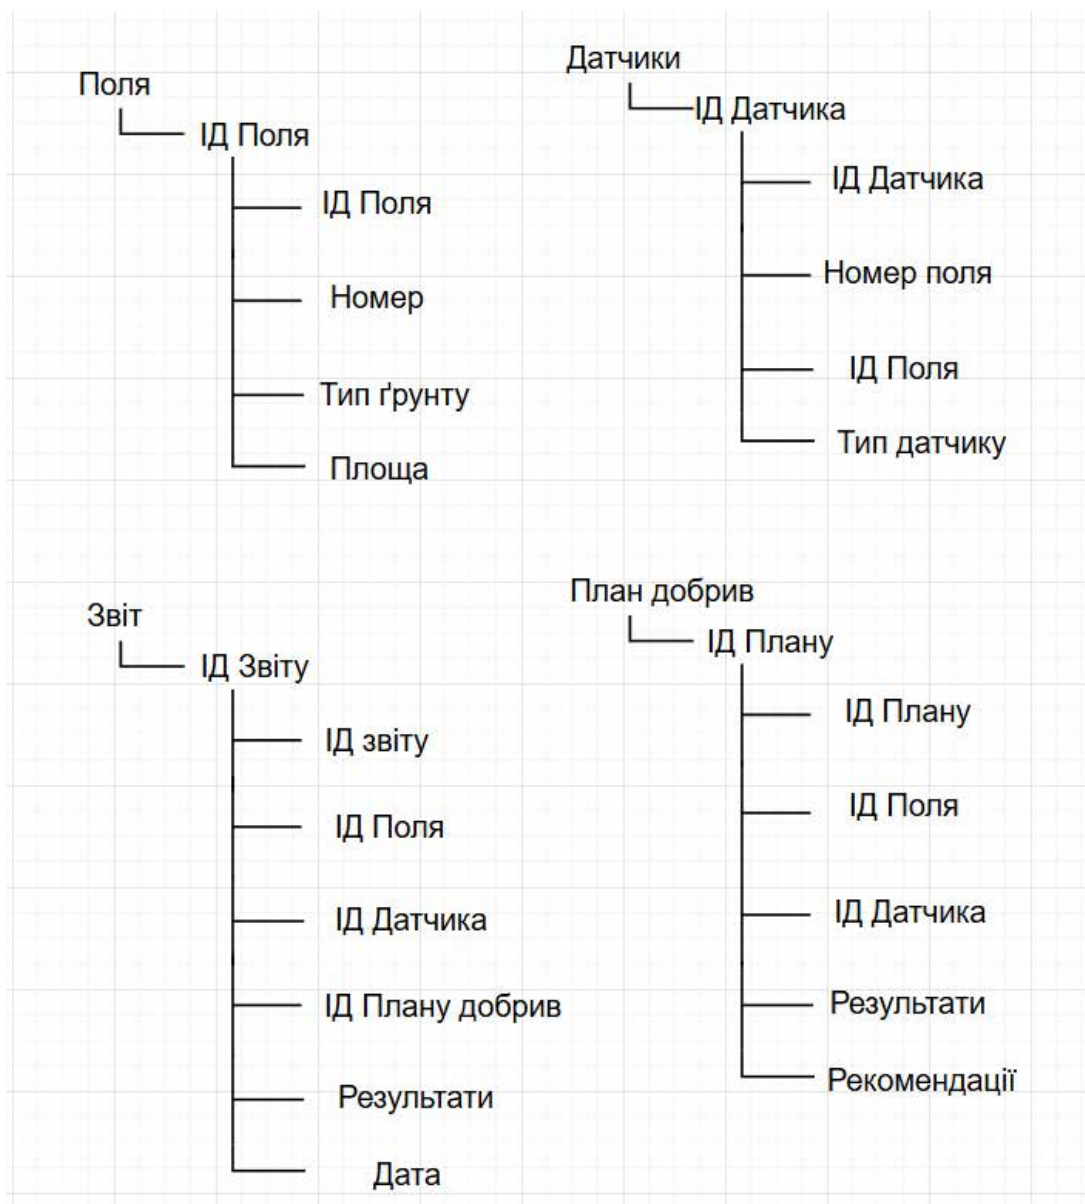 Поля
ІД Поля
ІД Поля
Номер
Тип ґрунту
Площа
Датчики
ІД Датчика
ІД Датчика
Номер поля
ІД Поля
Тип датчику
Звіт
ІД Звіту
ІД звіту
ІД Поля
ІД Датчика
ІД Плану добрив
Результати
Дата
План добрив
ІД Плану
ІД Плану
ІД Поля
ІД Датчика
Результати
Рекомендації